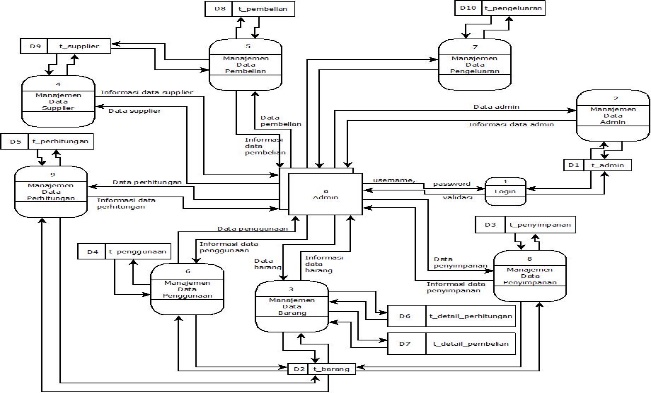 D8 t_pembelian
D10 t_pengeluaran
D9 t_supplier
5
Manajemen
Data
Pembelian
7
Manajemen
Data
Pengeluaran
4
Manajemen
Data
Supplier
Informasi data supplier
Data supplier
Data
pembelian
Informasi
data
pembelian
Data admin
Informasi data admin
2
Manajemen
Data
Admin
D5 t_perhitungan
D1 t_admin
9
Manajemen
Data
Perhitungan
Data perhitungan
Informasi data
perhitungan
a
Admin
username, password
validasi
1
Login
Data penggunaan
Informasi data
penggunaan
D3 t_penyimpanan
D4 t_penggunaan
6
Manajemen
Data
Penggunaan
Data
barang
Informasi
data
barang
Data
penyimpanan
Informasi data
penyimpanan
8
Manajemen
Data
Penyimpanan
3
Manajemen
Data
Barang
D6 t_detail_perhitungan
D7 t_detail_pembelian
D2 t_barang